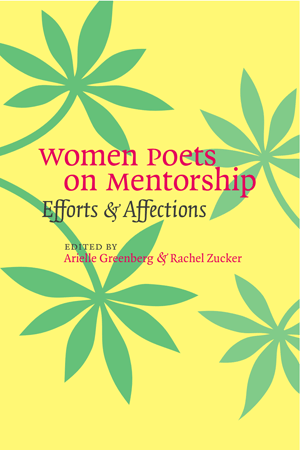 Women Poets
on Mentorship
Efforts & Affections
EDITED BY
Arielle Greenberg & Rachel Zucker